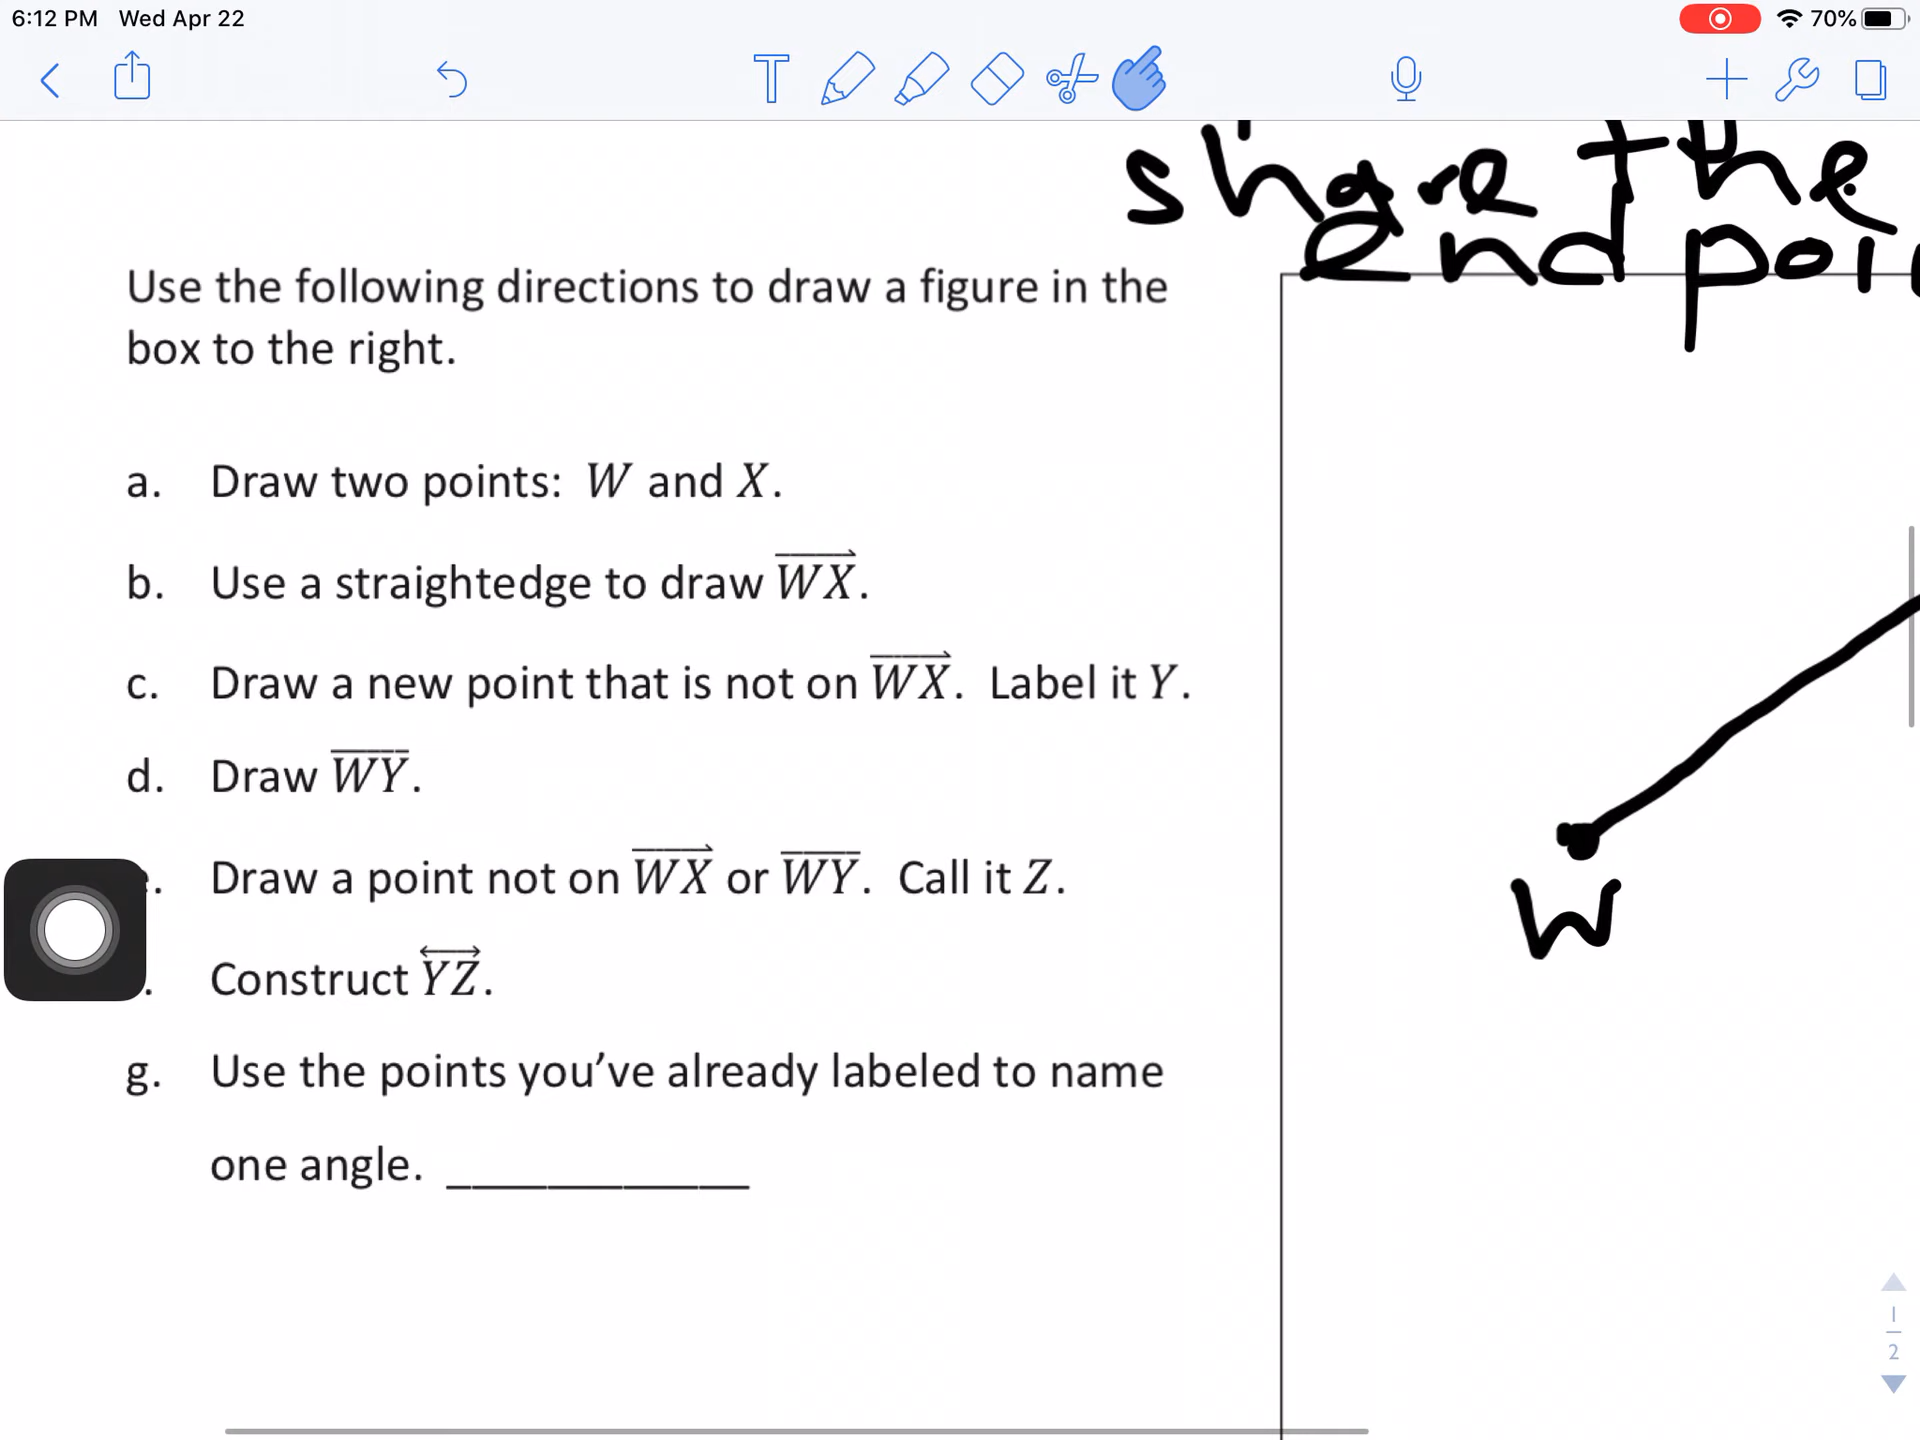 6:12 PM Wed Apr 22
70%
T
share the
end poi
Use the following directions to draw a figure in the
box to the right.
a. Draw two points: W and X.
b. Use a straightedge to draw WX.
c. Draw a new point that is not on WX. Label it Y.
d. Draw WY.
. Draw a point not on WX or WY. Call it Z.
. Construct YZ.
g. Use the points you’ve already labeled to name
one angle. ____________
W
1
2